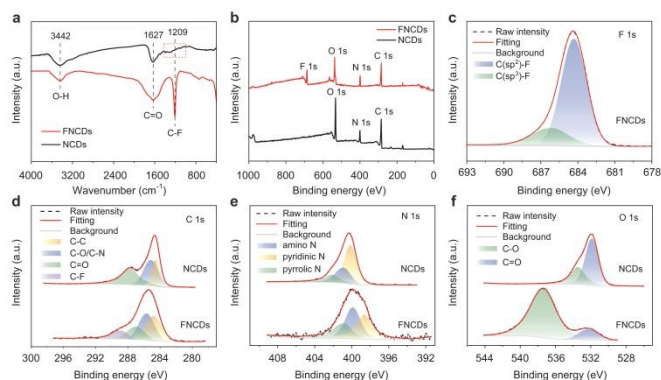 a
3442
1627
1209
O-H
C=O
C-F
FNCDs
NCDs
Intensity (a.u.)
4000 3000 2000 1000
Wavenumber (cm⁻¹)
b
FNCDs
NCDs
F 1s
O 1s
N 1s
C 1s
O 1s
N 1s
C 1s
Intensity (a.u.)
1000 800 600 400 200 0
Binding energy (eV)
c
F 1s
Raw intensity
Fitting
Background
C(sp²)-F
C(sp³)-F
FNCDs
Intensity (a.u.)
693 690 687 684 681 678
Binding energy (eV)
d
C 1s
Raw intensity
Fitting
Background
C-C
C-O/C-N
C=O
C-F
NCDs
FNCDs
Intensity (a.u.)
300 296 292 288 284 280
Binding energy (eV)
e
N 1s
Raw intensity
Fitting
Background
amino N
pyridinic N
pyrrolic N
NCDs
FNCDs
Intensity (a.u.)
408 404 400 396 392
Binding energy (eV)
f
O 1s
Raw intensity
Fitting
Background
C-O
C=O
NCDs
FNCDs
Intensity (a.u.)
544 540 536 532 528
Binding energy (eV)